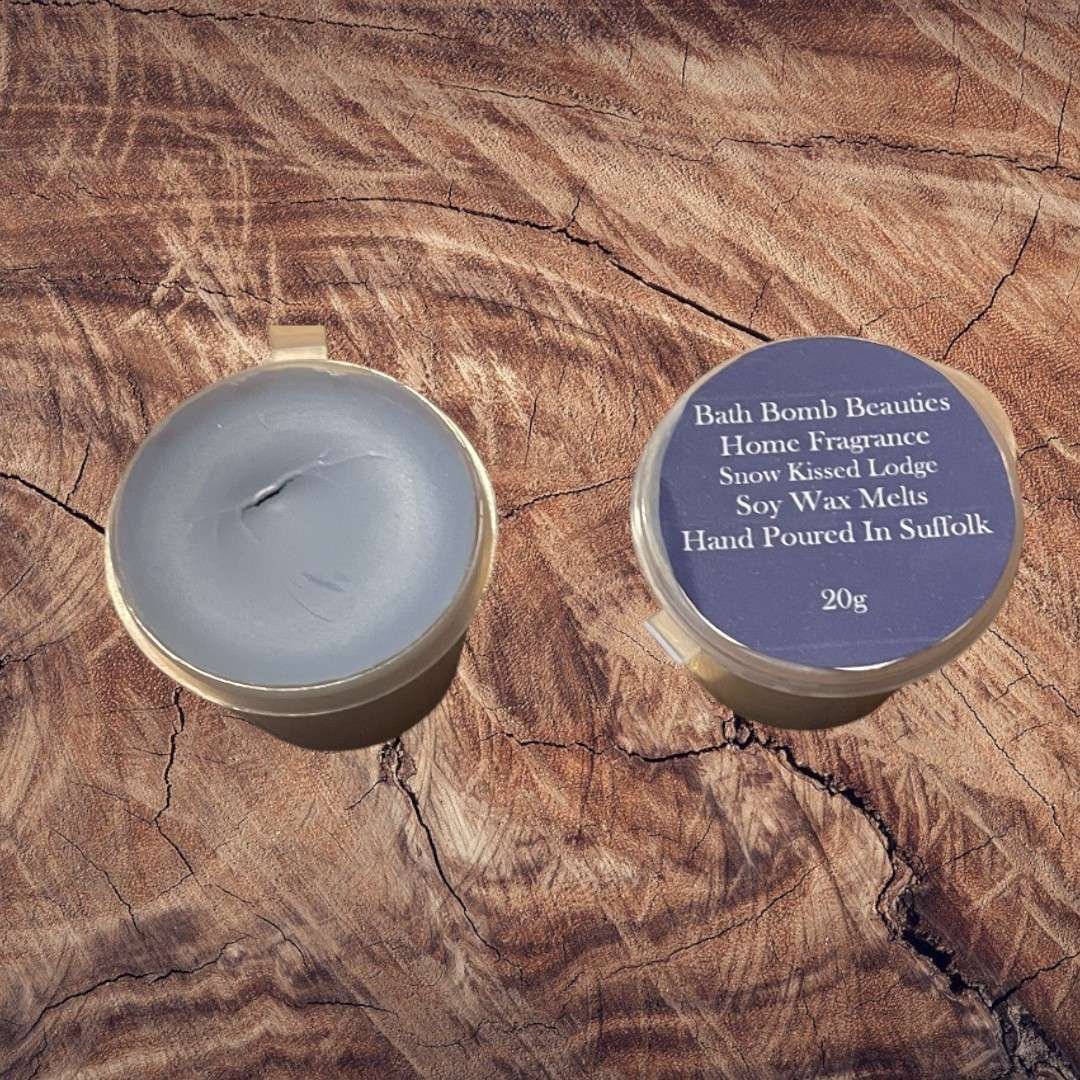 Bath Bomb Beauties
Home Fragrance
Snow Kissed Lodge
Soy Wax Melts
Hand Poured In Suffolk
20g